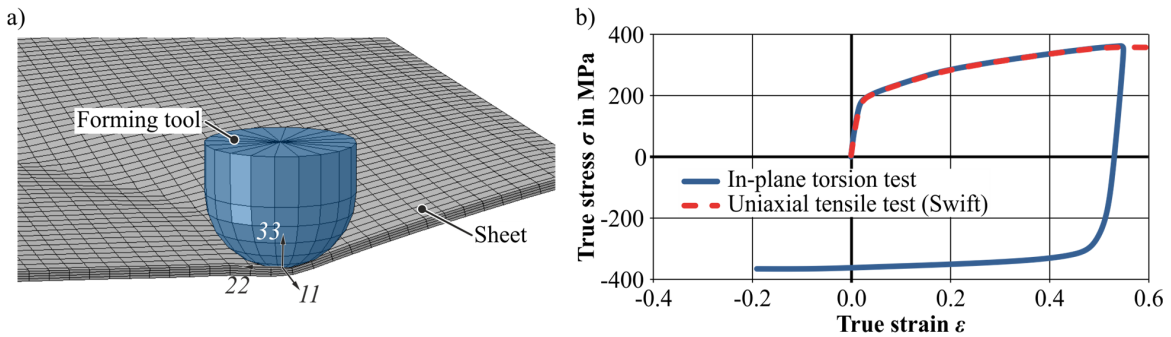 a)
Forming tool
33
Sheet
22
11
b)
True stress σ in MPa
400
200
0
-200
-400
In-plane torsion test
Uniaxial tensile test (Swift)
-0.4
-0.2
0.0
0.2
0.4
0.6
True strain ε